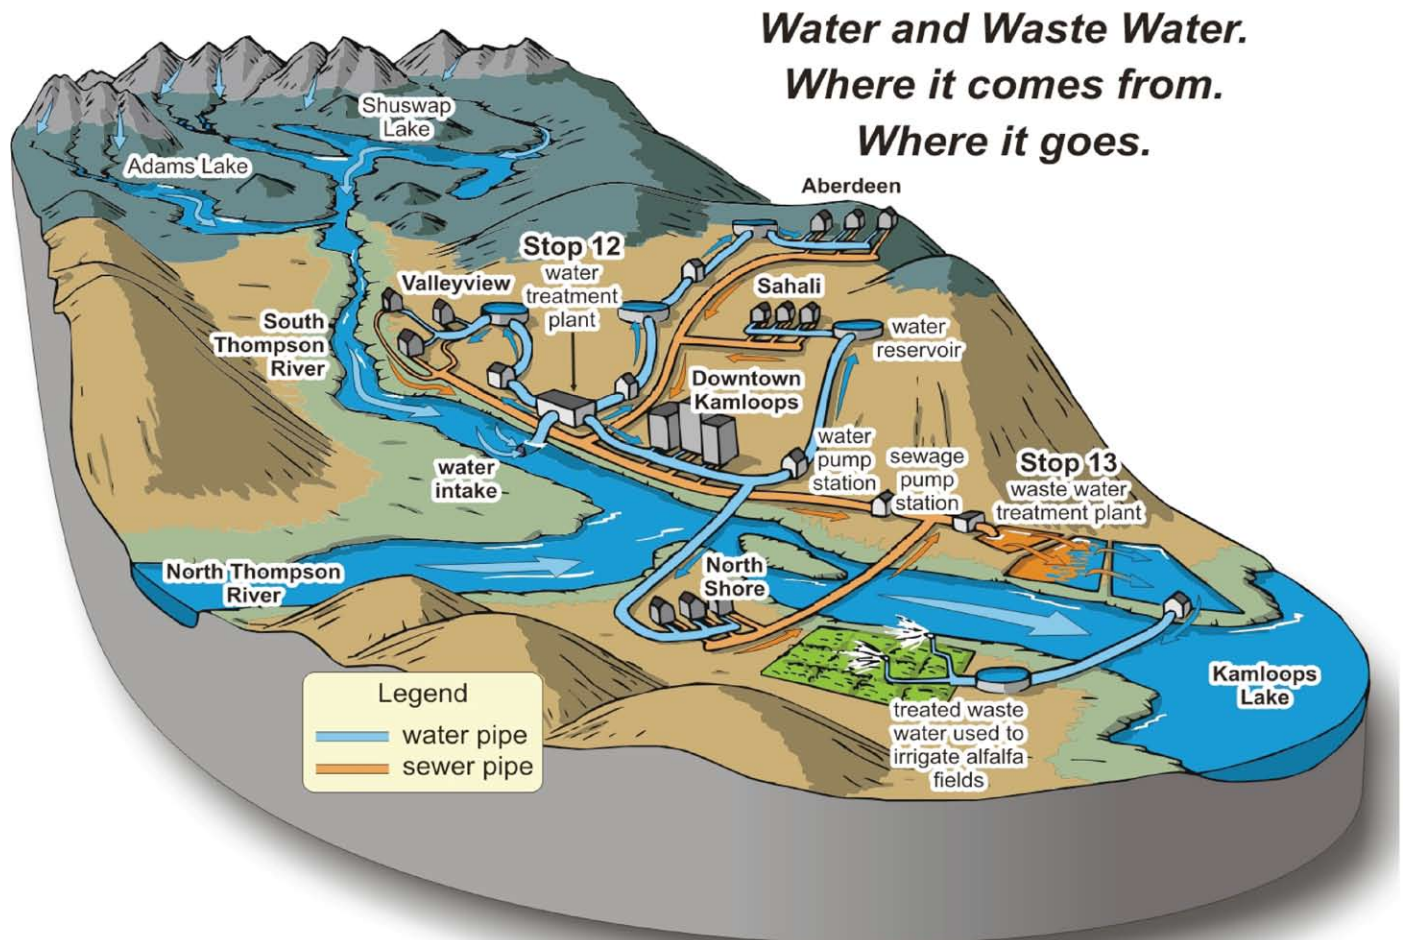 Water and Waste Water.
Where it comes from.
Where it goes.
Shuswap
Lake
Adams Lake
Aberdeen
Stop 12
water
treatment
plant
Valleyview
Sahali
South
Thompson
River
water
reservoir
Downtown
Kamloops
water
intake
water
pump
station
sewage
pump
station
Stop 13
waste water
treatment plant
North Thompson
River
North
Shore
Kamloops
Lake
treated waste
water used to
irrigate alfalfa
fields
Legend
water pipe
sewer pipe